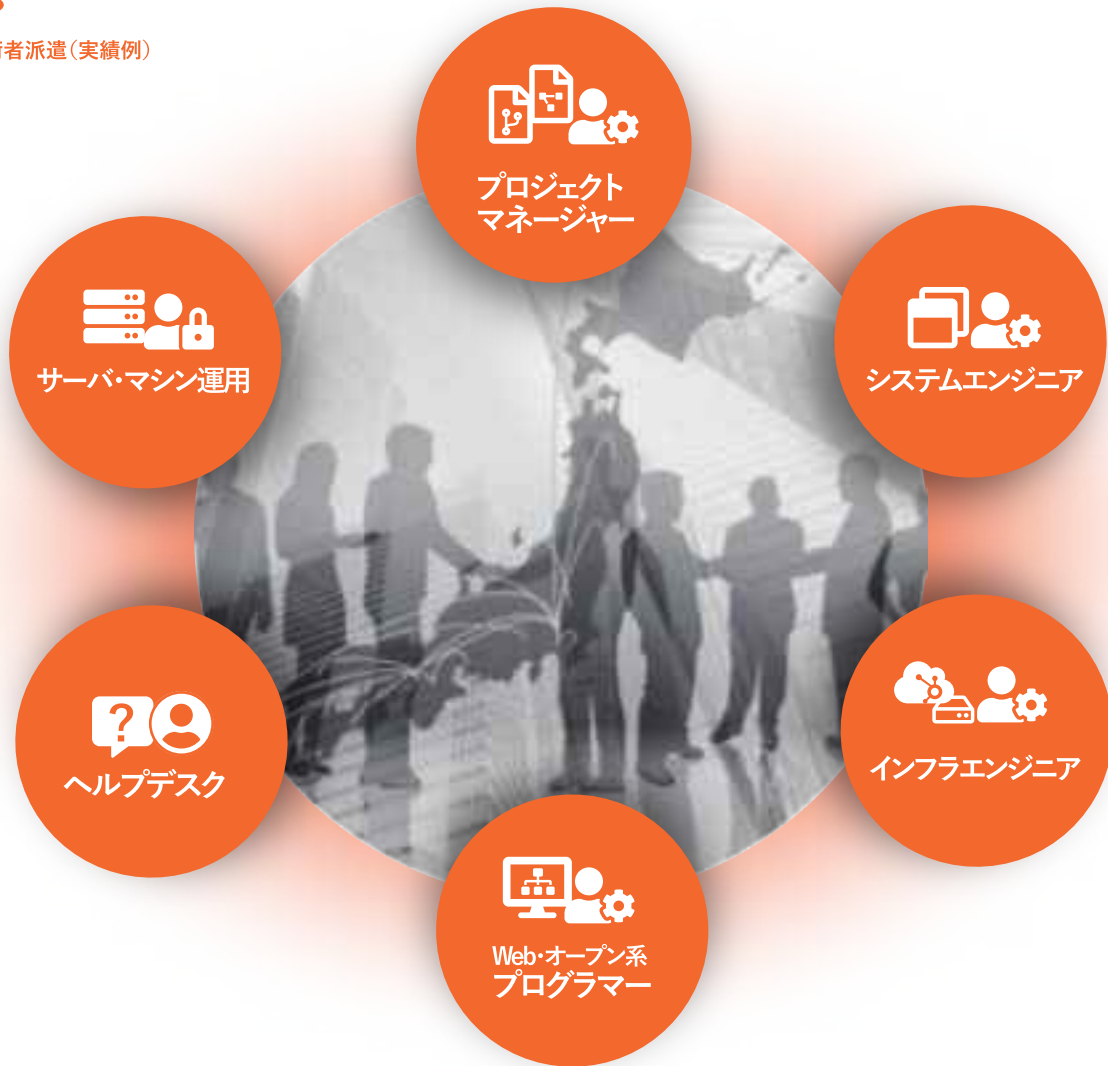 者派遣（実績例）
プロジェクト
マネージャー
サーバ・マシン運用
システムエンジニア
ヘルプデスク
インフラエンジニア
Web・オープン系
プログラマー